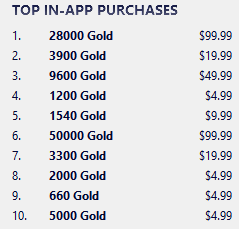 TOP IN-APP PURCHASES
1. 28000 Gold $99.99
2. 3900 Gold $19.99
3. 9600 Gold $49.99
4. 1200 Gold $4.99
5. 1540 Gold $9.99
6. 50000 Gold $99.99
7. 3300 Gold $19.99
8. 2000 Gold $4.99
9. 660 Gold $4.99
10. 5000 Gold $4.99